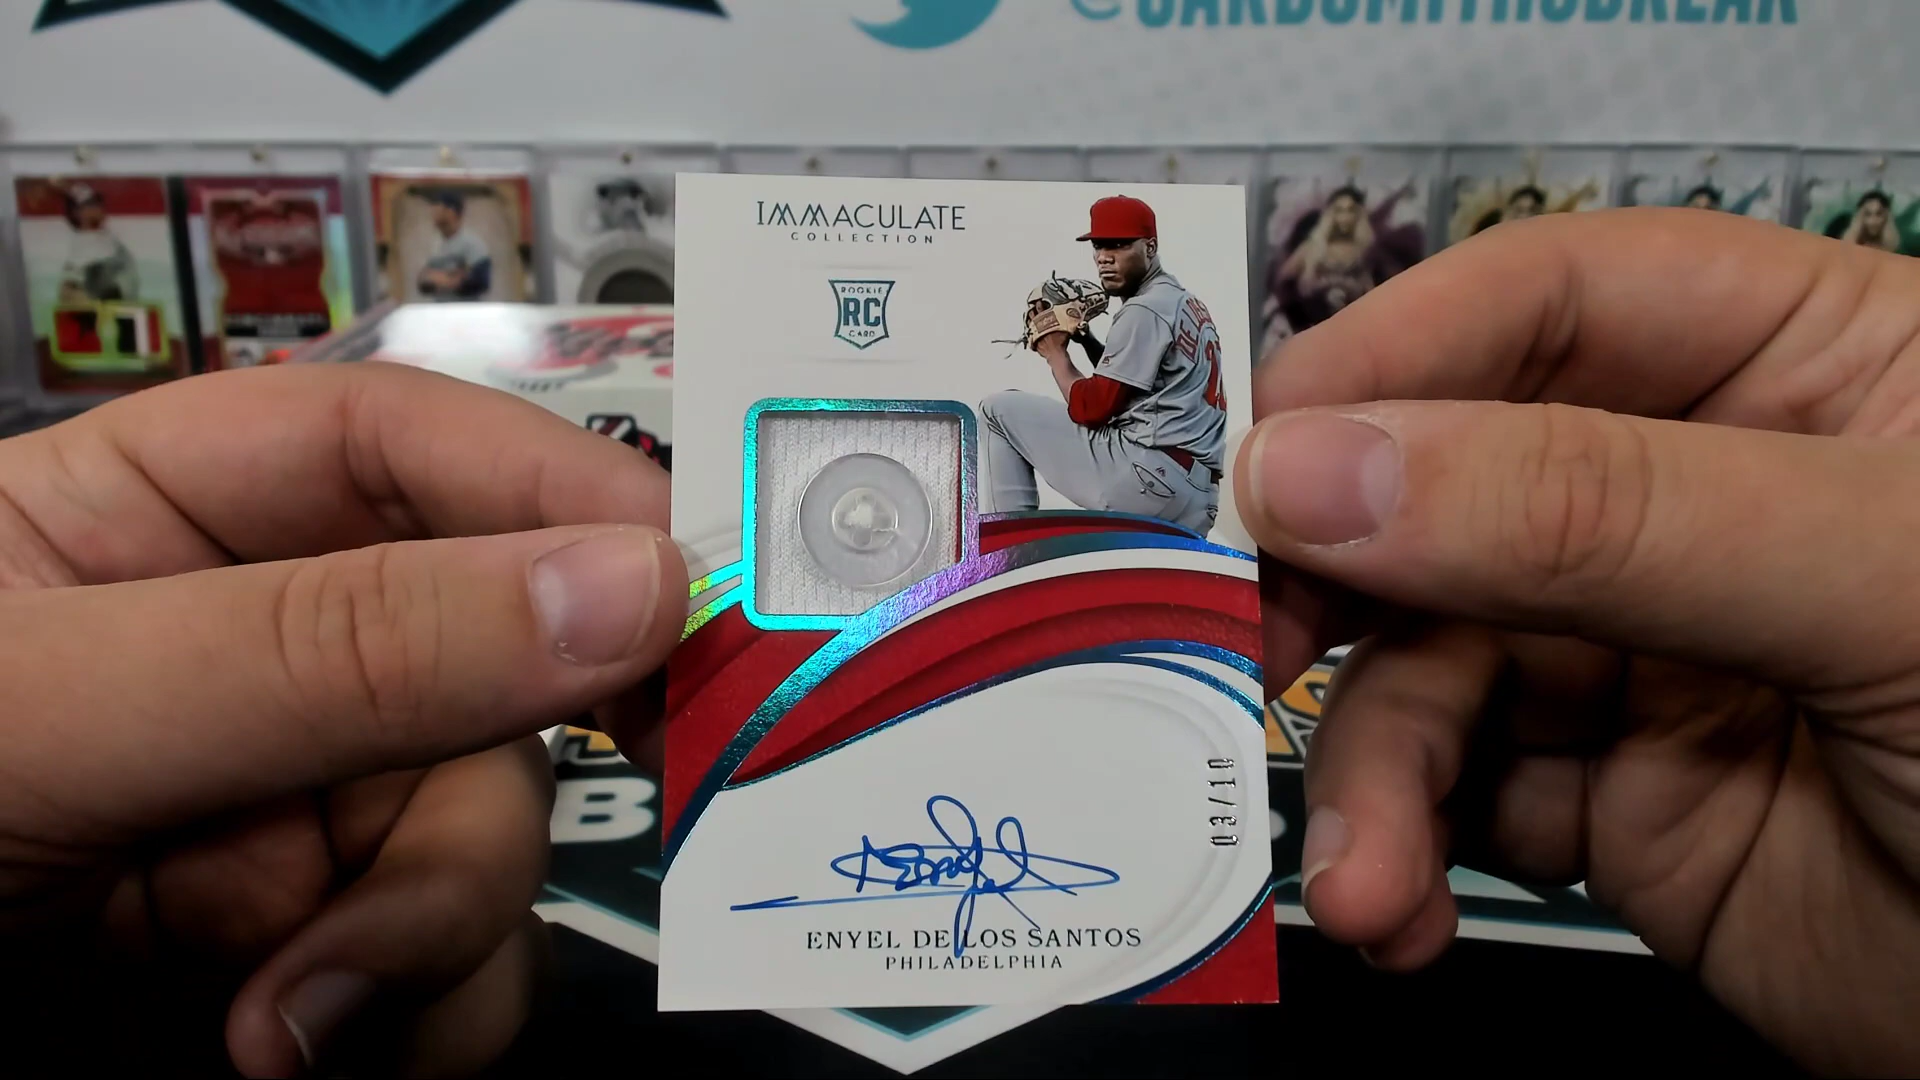 IMMACULATE
COLLECTION
ROOKIE
RC
CARD
03/10
ENYEL DE LOS SANTOS
PHILADELPHIA
B